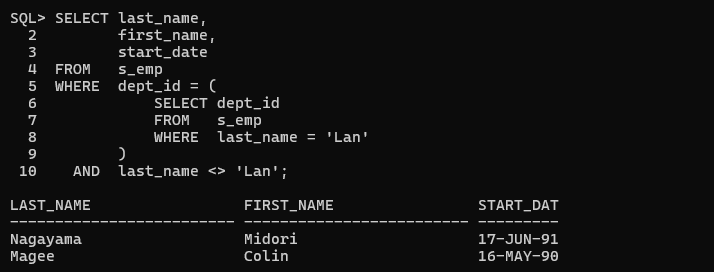 SQL> SELECT last_name,
  2         first_name,
  3         start_date
  4  FROM   s_emp
  5  WHERE  dept_id = (
  6             SELECT dept_id
  7             FROM   s_emp
  8             WHERE  last_name = 'Lan'
  9         )
 10    AND  last_name <> 'Lan';
LAST_NAME                 FIRST_NAME                START_DAT
------------------------- ------------------------- ---------
Nagayama                  Midori                    17-JUN-91
Magee                     Colin                     16-MAY-90